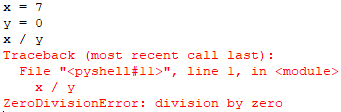 x = 7
y = 0
x / y
Traceback (most recent call last):
  File "<pyshell#11>", line 1, in <module>
    x / y
ZeroDivisionError: division by zero